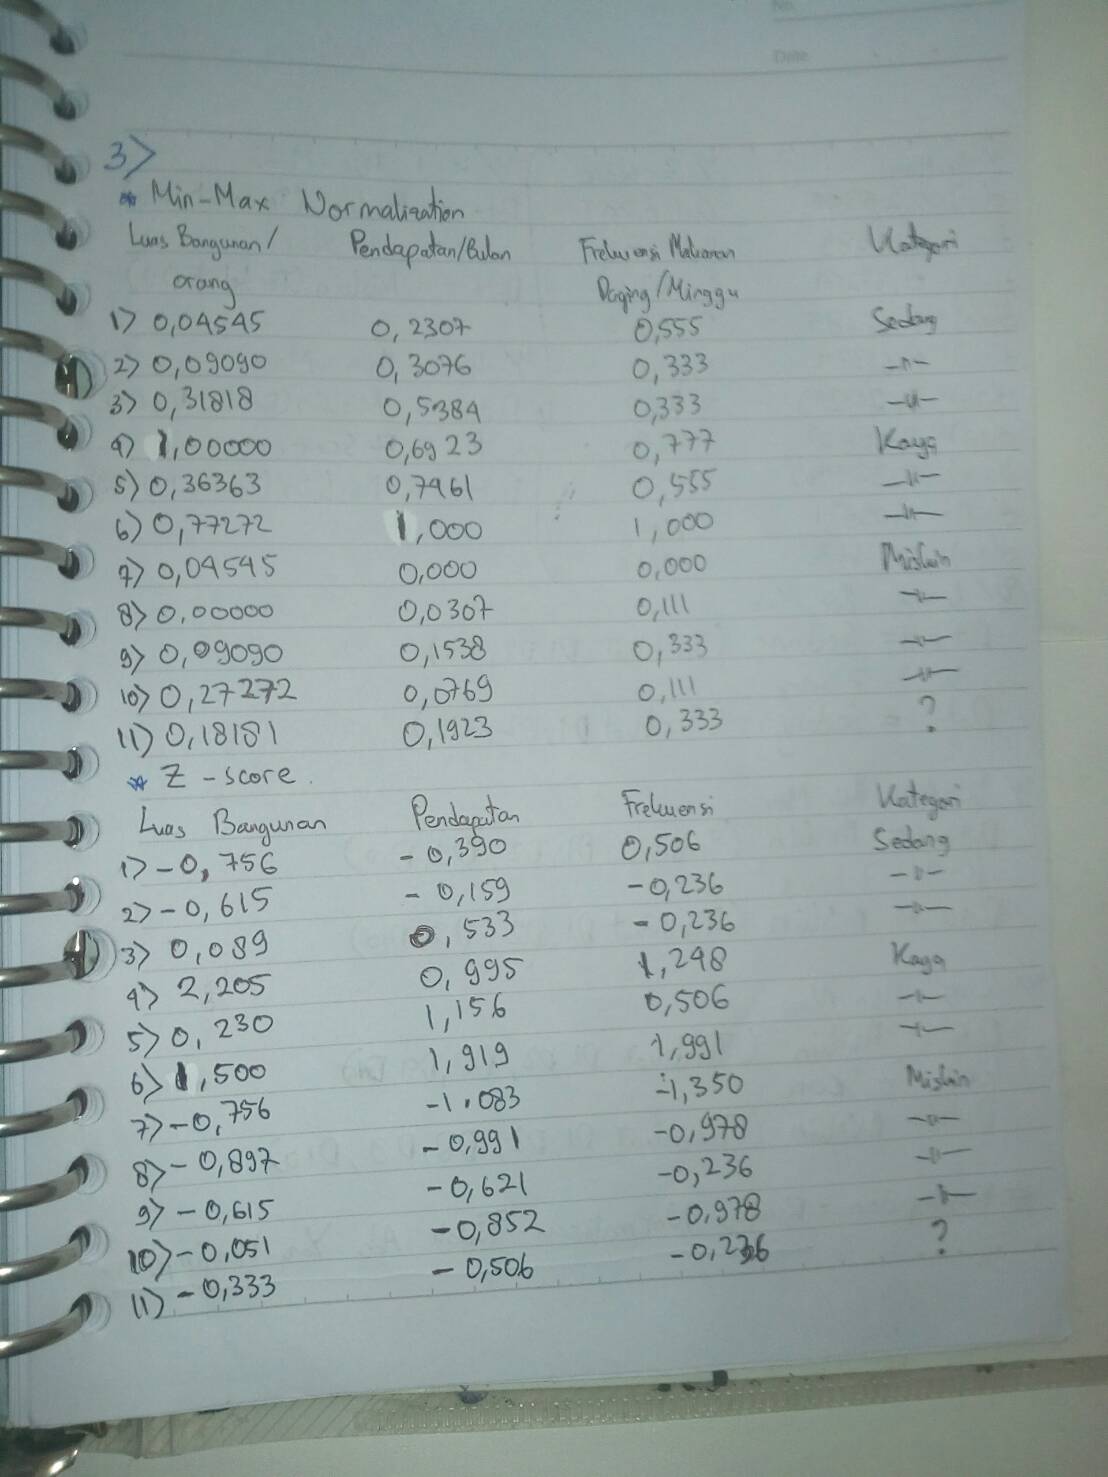 No.
Date
3>
* Min-Max Normalization
Luas Bangunan/ Pendapatan/Bulan Frekuensi Makanan Kategori
orang Daging/Minggu
1> 0,04545 0,2307 0,555 Sedang
2> 0,09090 0,3076 0,333 -"-
3> 0,31818 0,5384 0,333 -"-
4> 1,00000 0,6923 0,777 Kaya
5> 0,36363 0,7461 0,555 -"-
6> 0,77272 1,000 1,000 -"-
7> 0,04545 0,000 0,000 Miskin
8> 0,00000 0,0307 0,111 -"-
9> 0,09090 0,1538 0,333 -"-
10> 0,27272 0,0769 0,111 -"-
11> 0,18181 0,1923 0,333 ?
* Z-score.
Luas Bangunan Pendapatan Frekuensi Kategori
1> -0,756 -0,390 0,506 Sedang
2> -0,615 -0,159 -0,236 -"-
3> 0,089 0,533 -0,236 -"-
4> 2,205 0,995 1,248 Kaya
5> 0,230 1,156 0,506 -"-
6> 1,500 1,919 1,991 -"-
7> -0,756 -1.083 -1,350 Miskin
8> -0,897 -0,991 -0,978 -"-
9> -0,615 -0,621 -0,236 -"-
10> -0,051 -0,852 -0,978 -"-
11> -0,333 -0,506 -0,236 ?